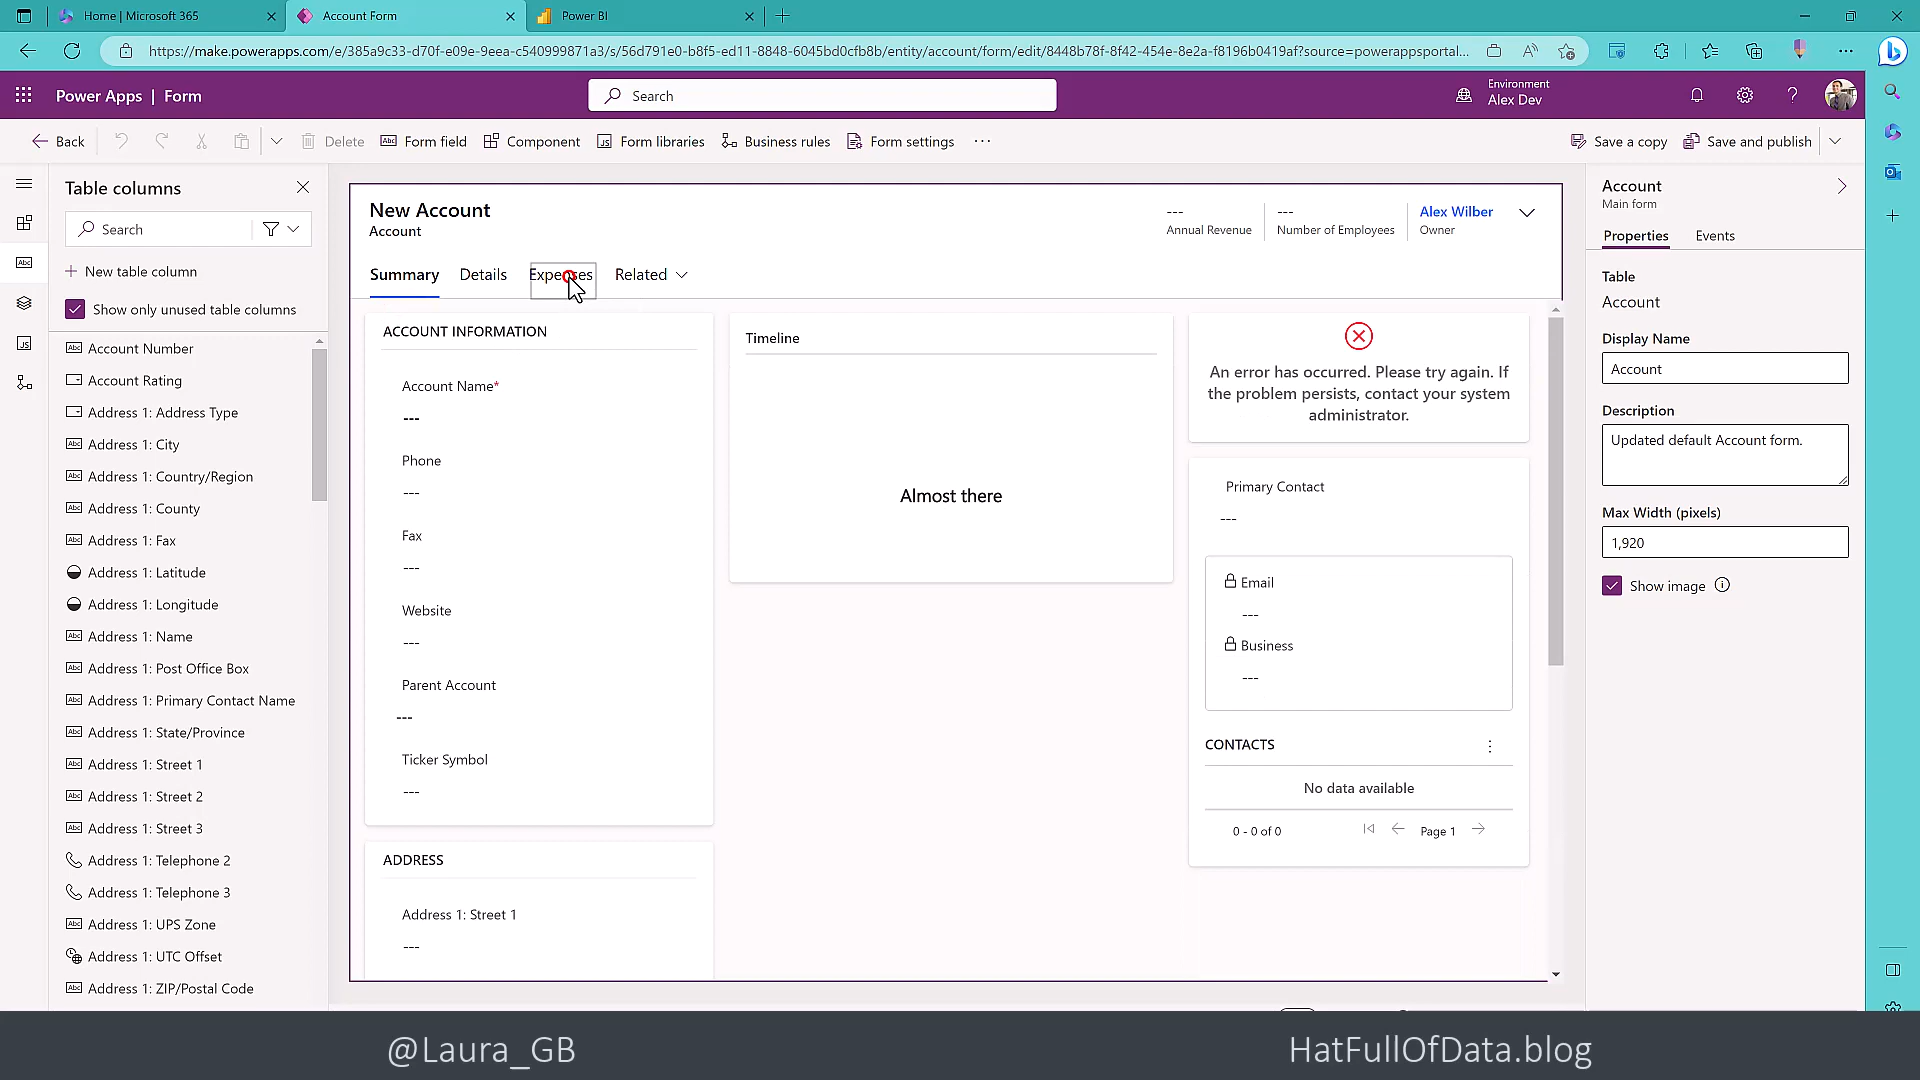 Home | Microsoft 365
Account Form
Power BI
https://make.powerapps.com/e/385a9c33-d70f-e09e-9eea-c540999871a3/s/56d791e0-b8f5-ed11-8848-6045bd0cfb8b/entity/account/form/edit/8448b78f-8f42-454e-8e2a-f8196b0419af?source=powerappsportal...
Power Apps | Form
Search
Environment
Alex Dev
Back
Delete
Form field
Component
Form libraries
Business rules
Form settings
Save a copy
Save and publish
Table columns
Search
New table column
Show only unused table columns
Account Number
Account Rating
Address 1: Address Type
Address 1: City
Address 1: Country/Region
Address 1: County
Address 1: Fax
Address 1: Latitude
Address 1: Longitude
Address 1: Name
Address 1: Post Office Box
Address 1: Primary Contact Name
Address 1: State/Province
Address 1: Street 1
Address 1: Street 2
Address 1: Street 3
Address 1: Telephone 2
Address 1: Telephone 3
Address 1: UPS Zone
Address 1: UTC Offset
Address 1: ZIP/Postal Code
New Account
Account
---
Annual Revenue
---
Number of Employees
Alex Wilber
Owner
Summary
Details
Expenses
Related
ACCOUNT INFORMATION
Account Name*
---
Phone
---
Fax
---
Website
---
Parent Account
---
Ticker Symbol
---
ADDRESS
Address 1: Street 1
---
Timeline
Almost there
An error has occurred. Please try again. If
the problem persists, contact your system
administrator.
Primary Contact
---
Email
---
Business
---
CONTACTS
No data available
0 - 0 of 0
Page 1
Account
Main form
Properties
Events
Table
Account
Display Name
Account
Description
Updated default Account form.
Max Width (pixels)
1,920
Show image
@Laura_GB
HatFullOfData.blog